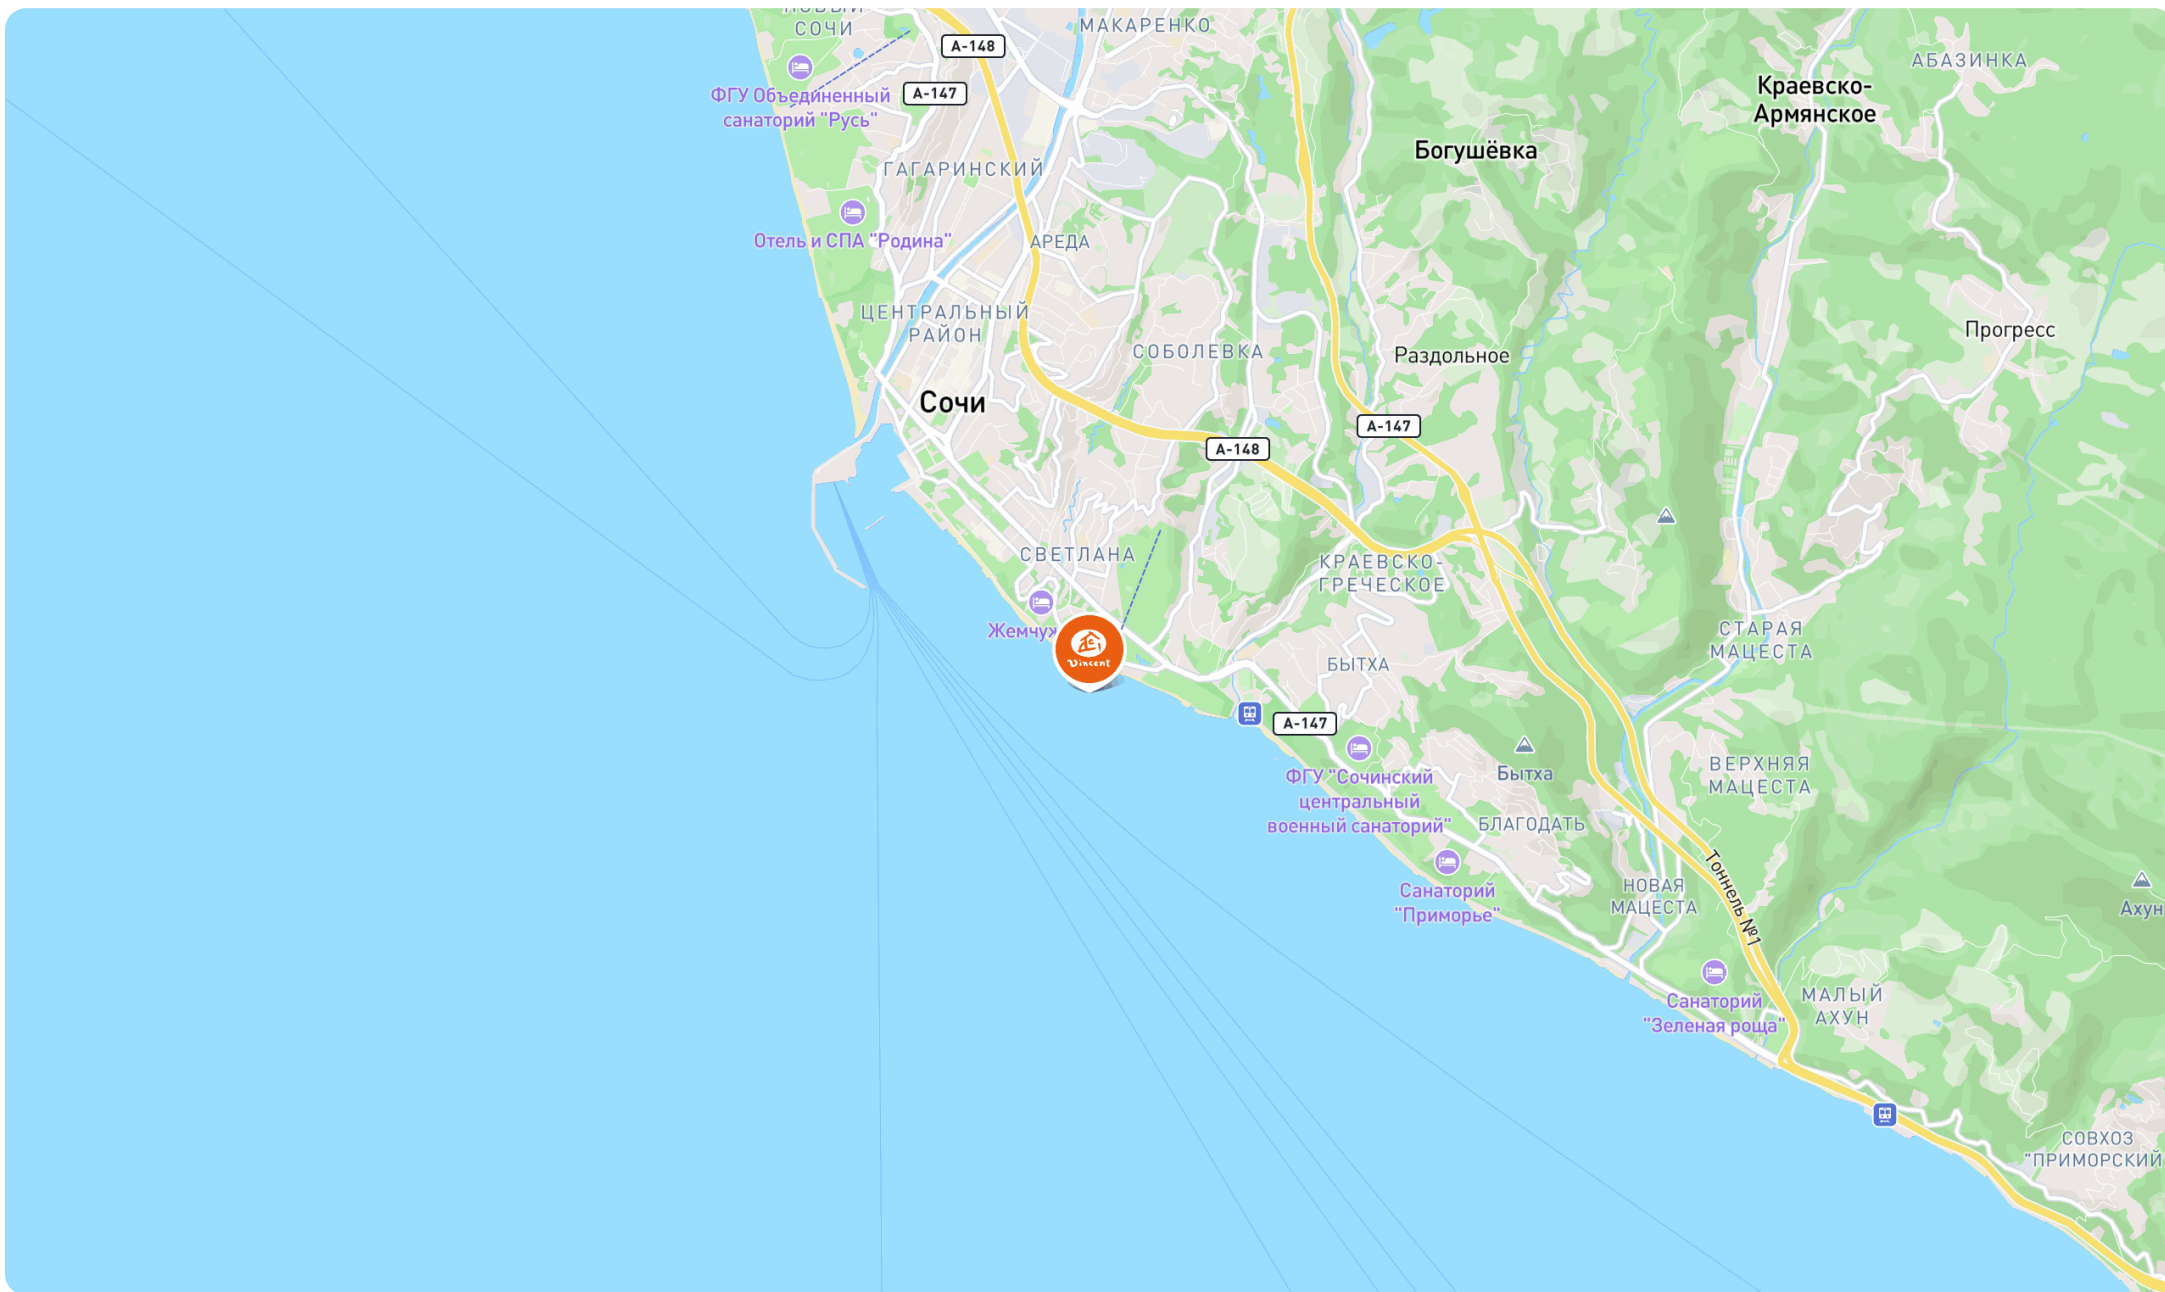 НОВЫЙ
СОЧИ
МАКАРЕНКО
А-148
АБАЗИНКА
ФГУ Объединенный
санаторий "Русь"
А-147
Краевско-
Армянское
Богушёвка
ГАГАРИНСКИЙ
Отель и СПА "Родина"
АРЕДА
ЦЕНТРАЛЬНЫЙ
РАЙОН
Прогресс
СОБОЛЕВКА
Раздольное
Сочи
А-147
А-148
СВЕТЛАНА
КРАЕВСКО-
ГРЕЧЕСКОЕ
Жемчуж
Vincent
СТАРАЯ
МАЦЕСТА
БЫТХА
А-147
ФГУ "Сочинский
центральный
военный санаторий"
Бытха
ВЕРХНЯЯ
МАЦЕСТА
БЛАГОДАТЬ
Тоннель №1
Санаторий
"Приморье"
НОВАЯ
МАЦЕСТА
Ахун
Санаторий
"Зеленая роща"
МАЛЫЙ
АХУН
СОВХОЗ
"ПРИМОРСКИЙ